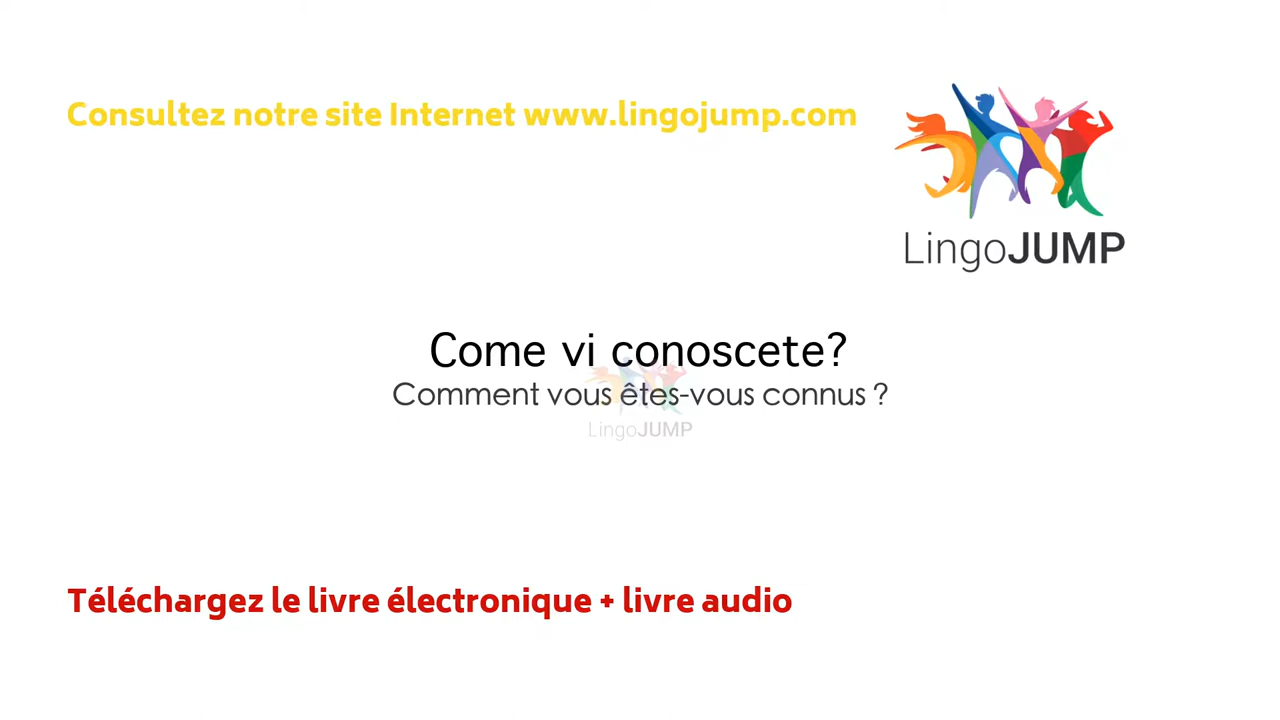 Consultez notre site Internet www.lingojump.com
LingoJUMP
Come vi conoscete?
Comment vous êtes-vous connus ?
LingoJUMP
Téléchargez le livre électronique + livre audio